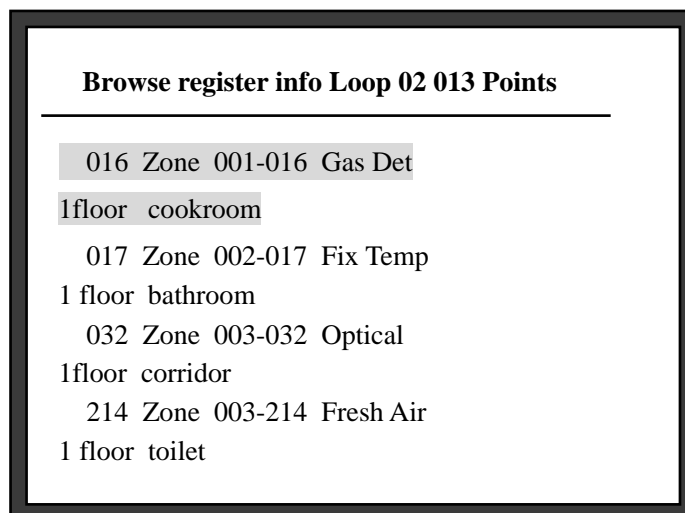 Browse register info Loop 02 013 Points
016 Zone 001-016 Gas Det
1floor cookroom
017 Zone 002-017 Fix Temp
1 floor bathroom
032 Zone 003-032 Optical
1floor corridor
214 Zone 003-214 Fresh Air
1 floor toilet